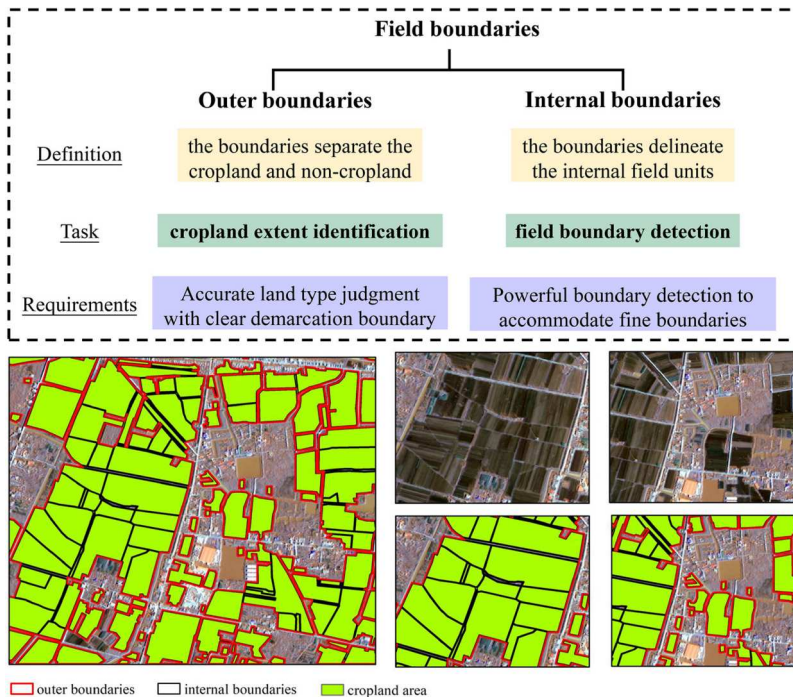 Field boundaries
Outer boundaries
Internal boundaries
Definition
the boundaries separate the
cropland and non-cropland
the boundaries delineate
the internal field units
Task
cropland extent identification
field boundary detection
Requirements
Accurate land type judgment
with clear demarcation boundary
Powerful boundary detection to
accommodate fine boundaries
outer boundaries
internal boundaries
cropland area